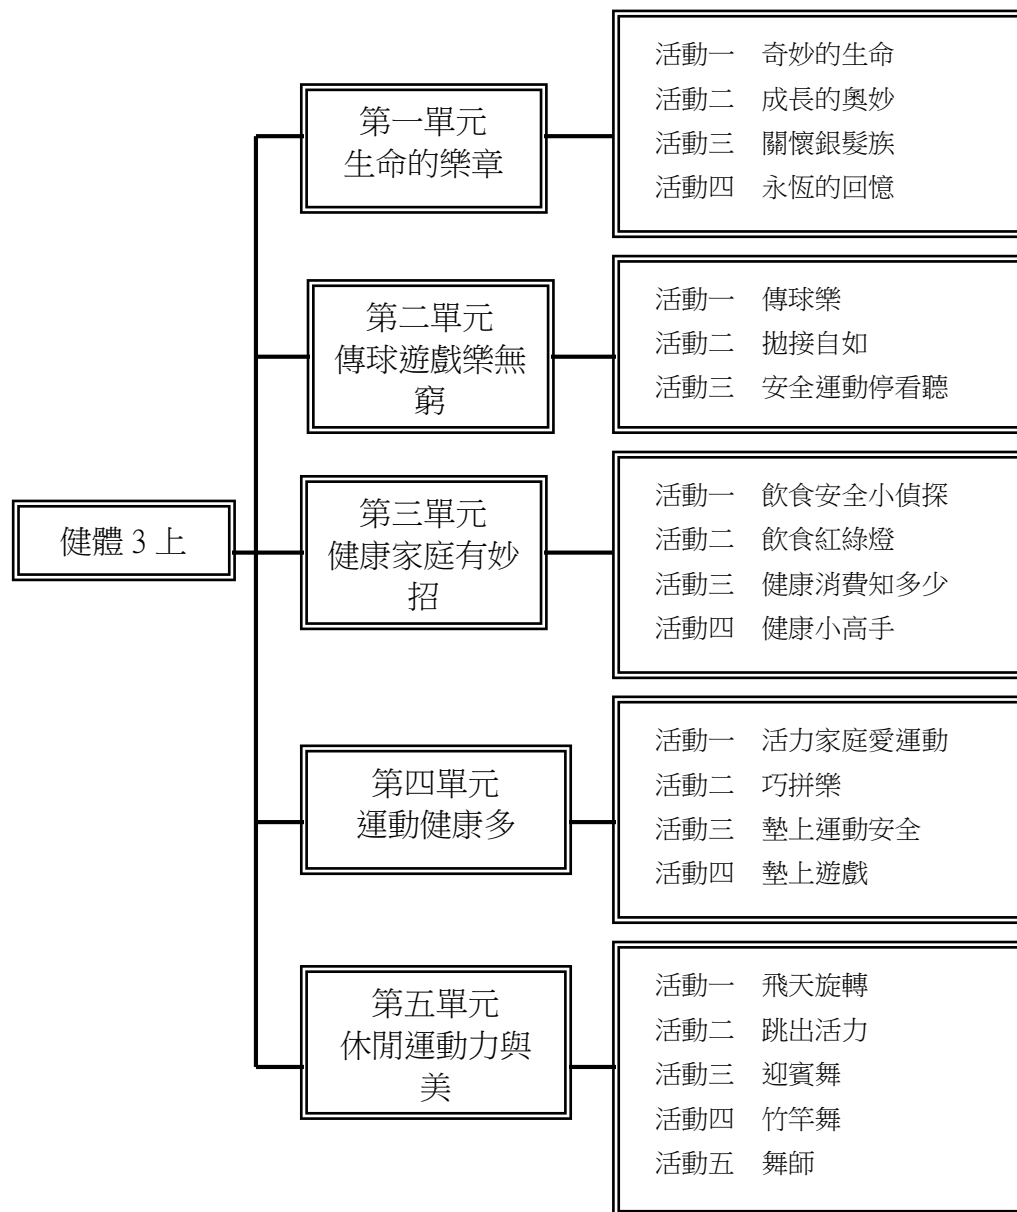 健體 3 上
第一單元
生命的樂章
活動一 奇妙的生命
活動二 成長的奧妙
活動三 關懷銀髮族
活動四 永恆的回憶
第二單元
傳球遊戲樂無
窮
活動一 傳球樂
活動二 拋接自如
活動三 安全運動停看聽
第三單元
健康家庭有妙
招
活動一 飲食安全小偵探
活動二 飲食紅綠燈
活動三 健康消費知多少
活動四 健康小高手
第四單元
運動健康多
活動一 活力家庭愛運動
活動二 巧拼樂
活動三 墊上運動安全
活動四 墊上遊戲
第五單元
休閒運動力與
美
活動一 飛天旋轉
活動二 跳出活力
活動三 迎賓舞
活動四 竹竿舞
活動五 舞師